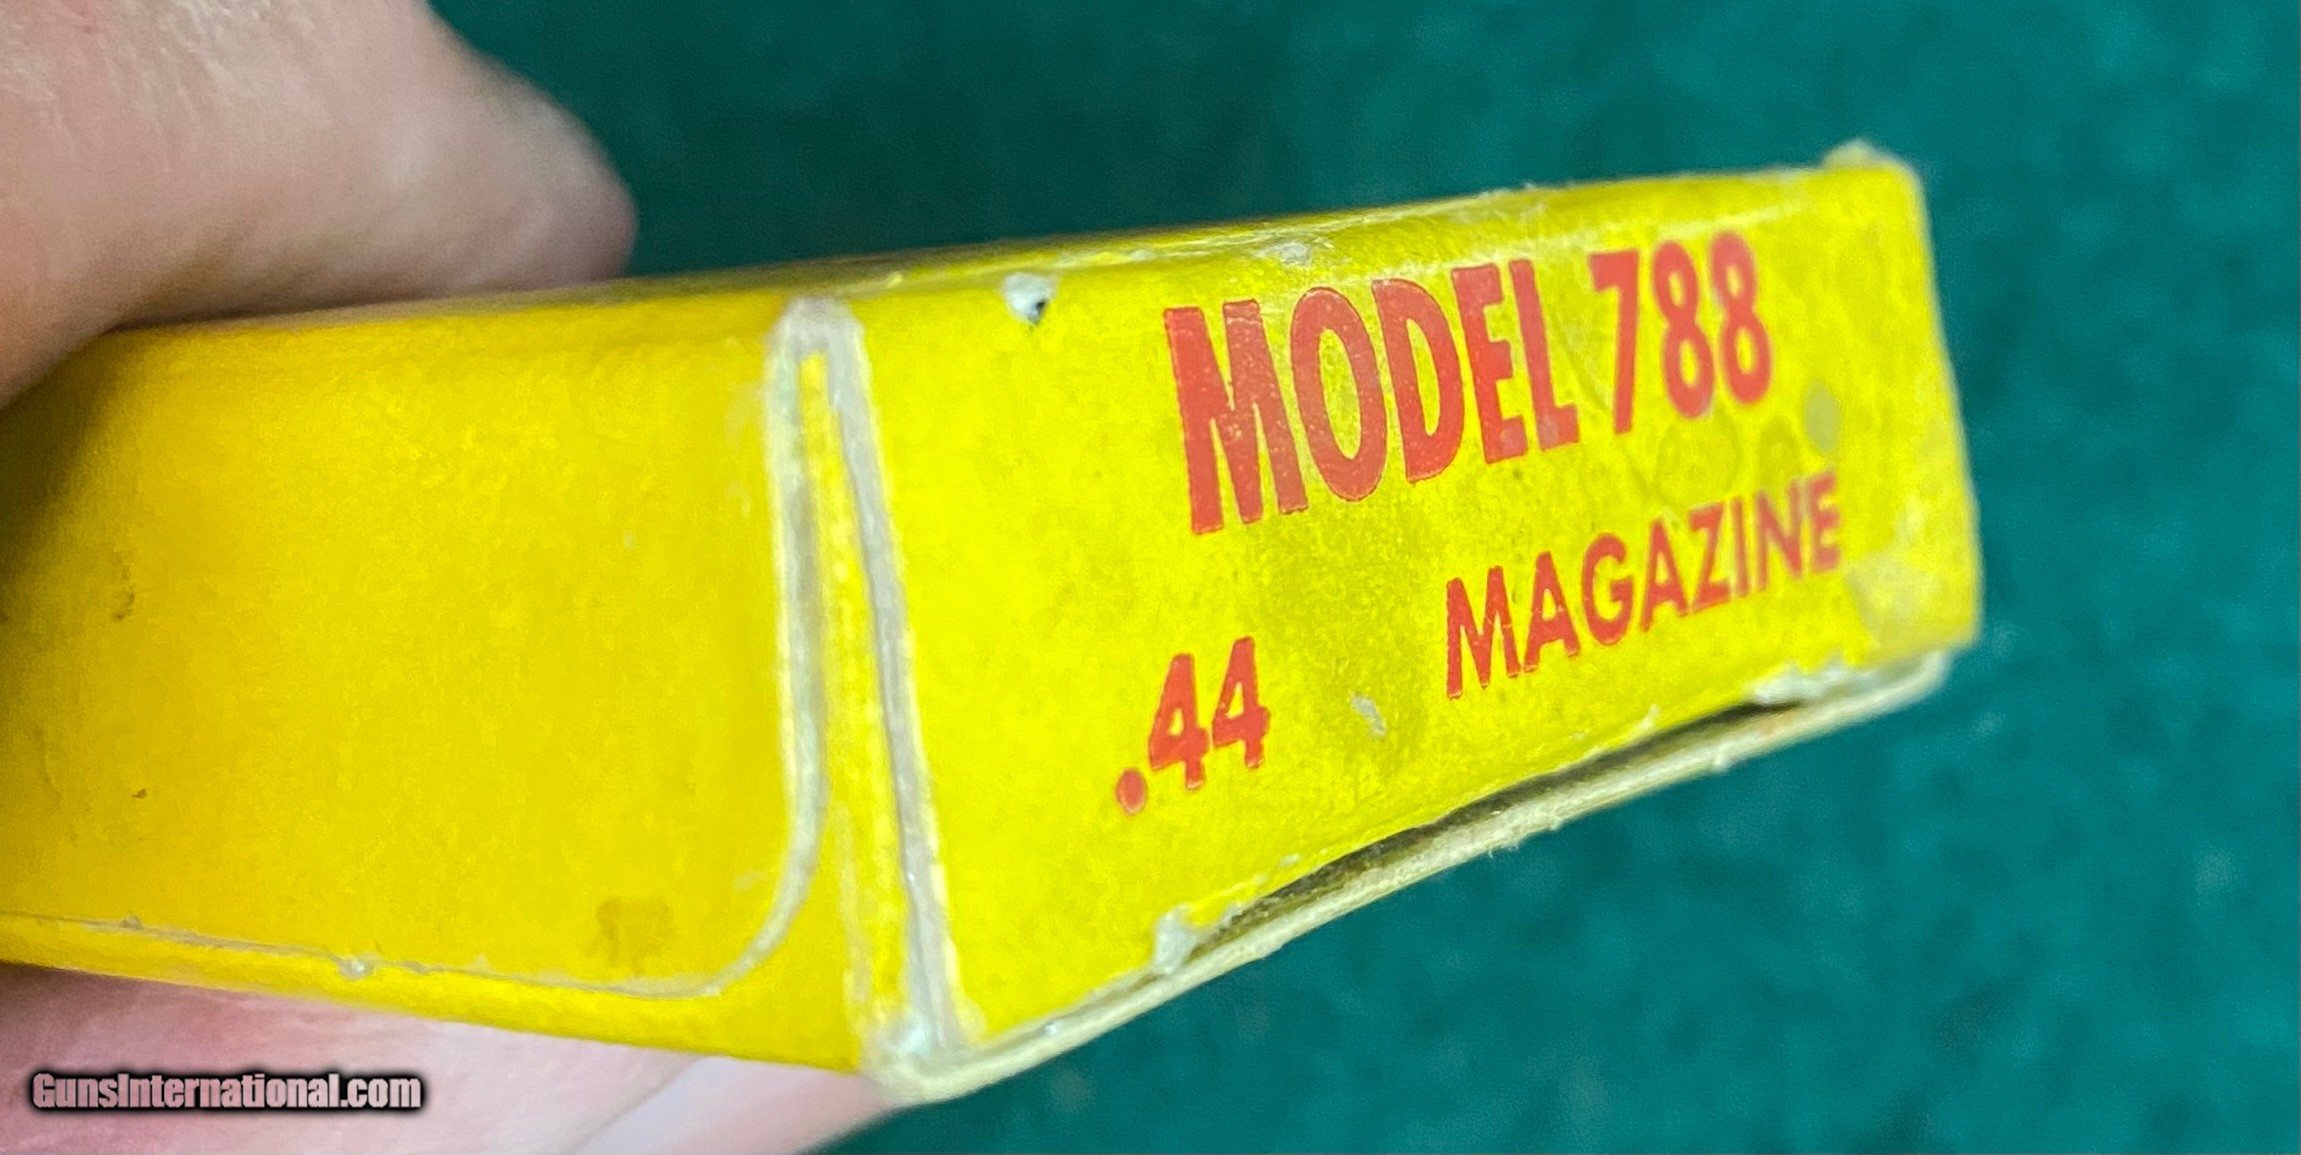 MODEL 788
.44 MAGAZINE
GunsInternational.com